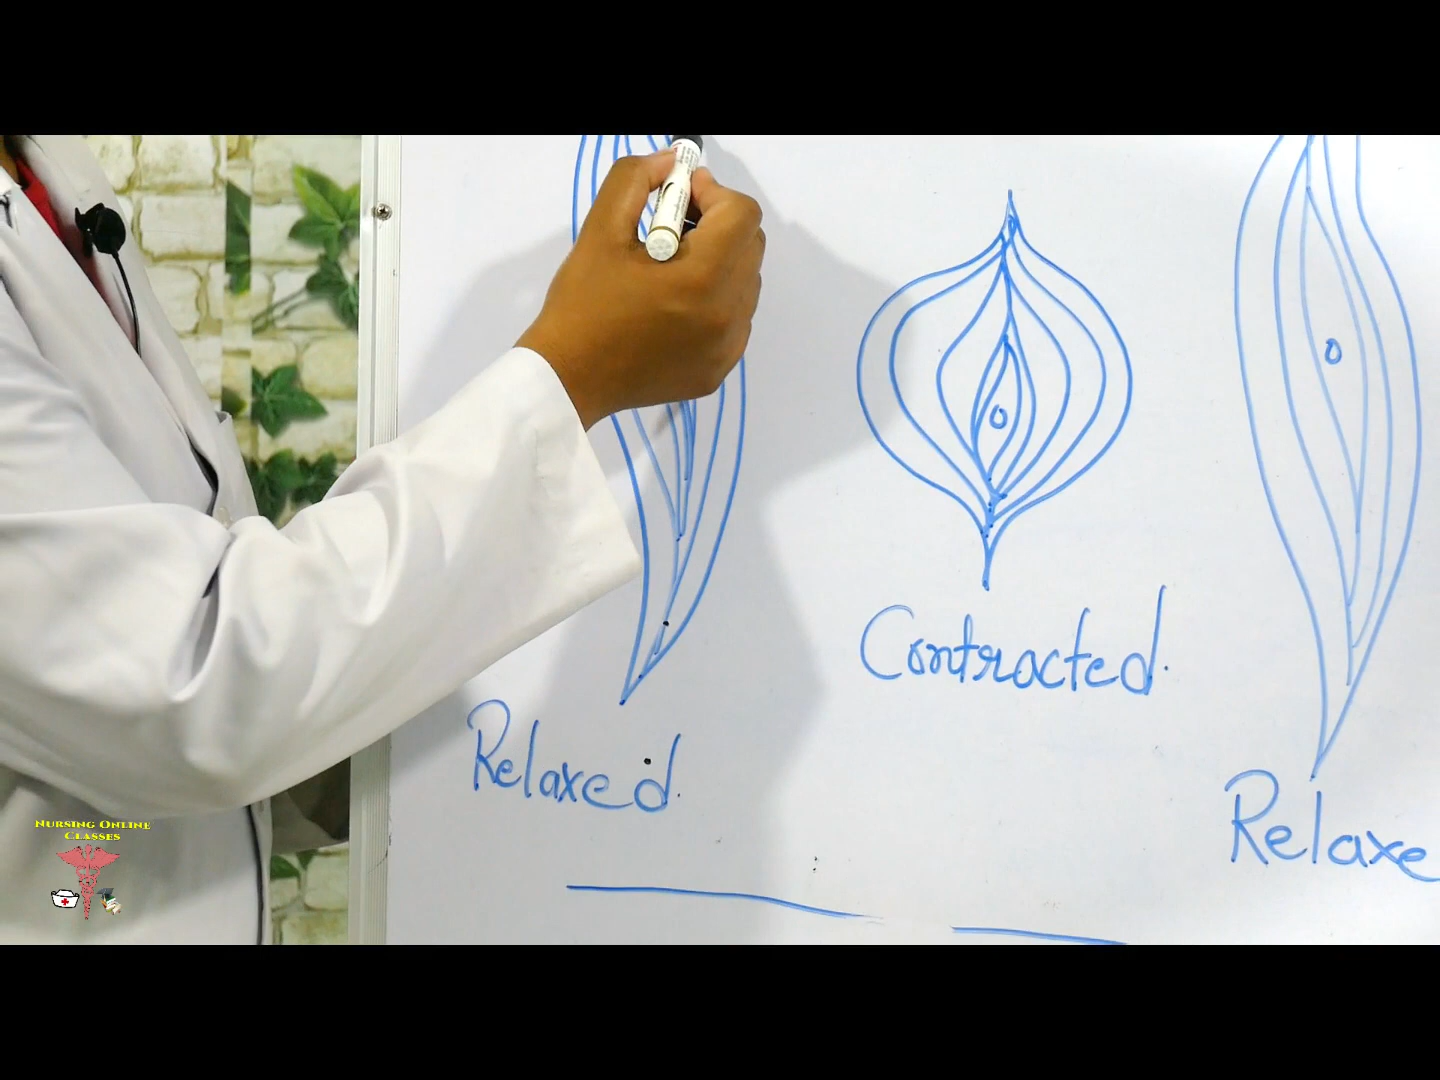 Contracted.
Relaxed.
Relaxe
NURSING ONLINE
CLASSES